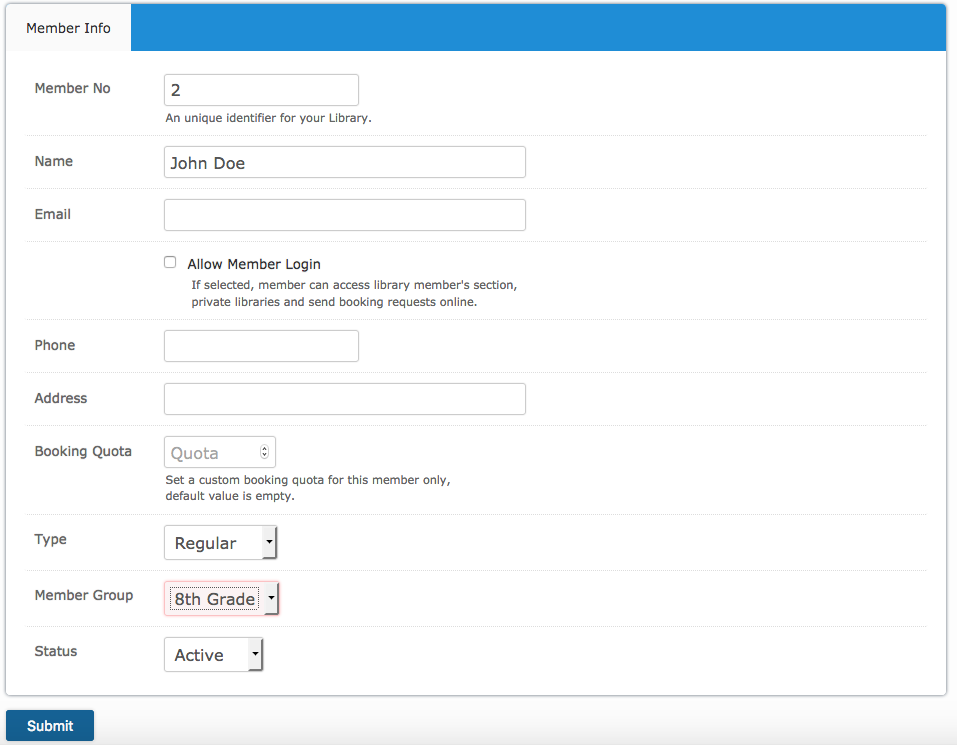 Member Info
Member No
2
An unique identifier for your Library.
Name
John Doe
Email
Allow Member Login
If selected, member can access library member's section,
private libraries and send booking requests online.
Phone
Address
Booking Quota
Quota
Set a custom booking quota for this member only,
default value is empty.
Type
Regular
Member Group
8th Grade
Status
Active
Submit